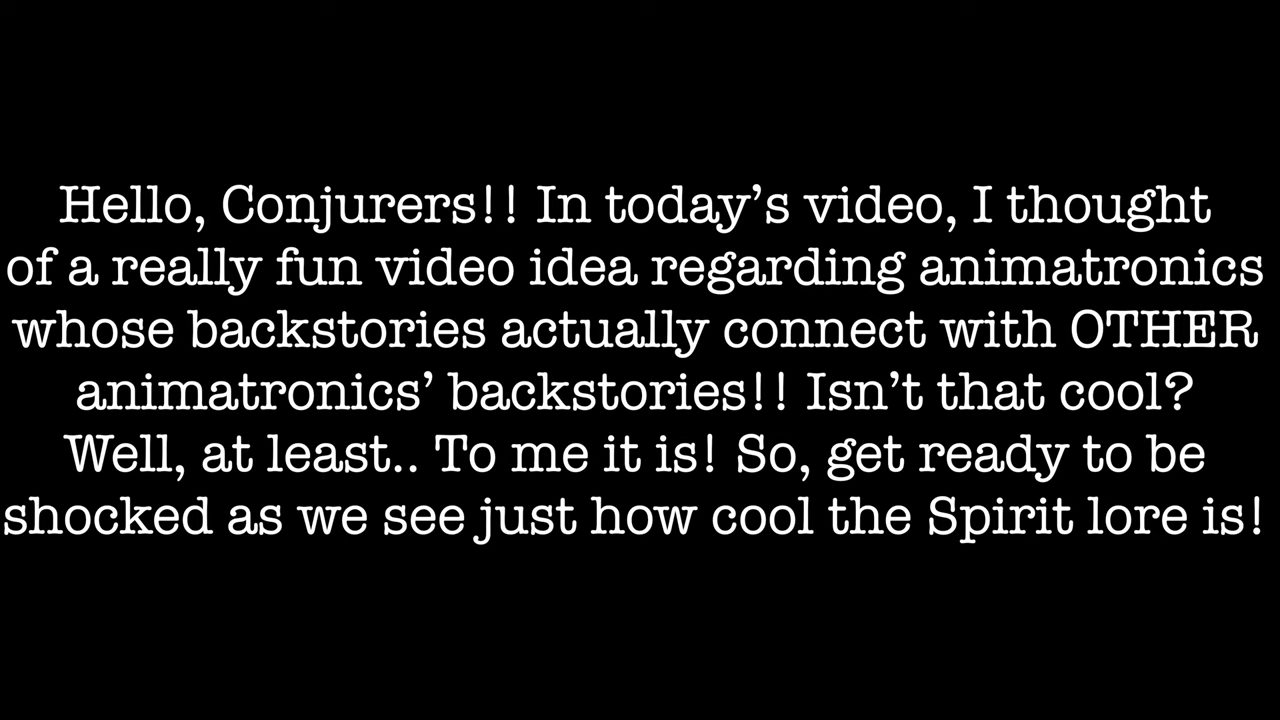 Hello, Conjurers!! In today’s video, I thought
of a really fun video idea regarding animatronics
whose backstories actually connect with OTHER
animatronics’ backstories!! Isn’t that cool?
Well, at least.. To me it is! So, get ready to be
shocked as we see just how cool the Spirit lore is!